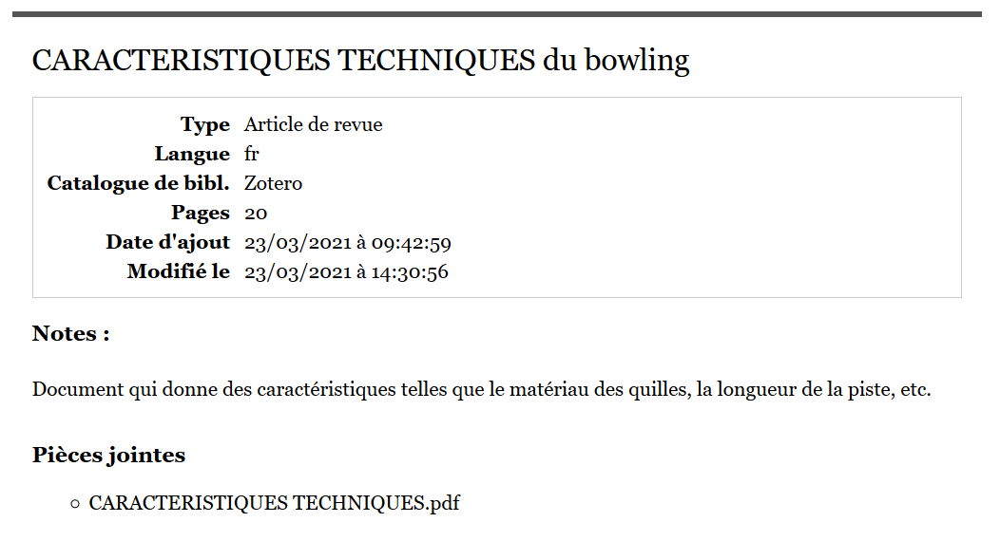 CARACTERISTIQUES TECHNIQUES du bowling
Type Article de revue
Langue fr
Catalogue de bibl. Zotero
Pages 20
Date d'ajout 23/03/2021 à 09:42:59
Modifié le 23/03/2021 à 14:30:56
Notes :
Document qui donne des caractéristiques telles que le matériau des quilles, la longueur de la piste, etc.
Pièces jointes
CARACTERISTIQUES TECHNIQUES.pdf